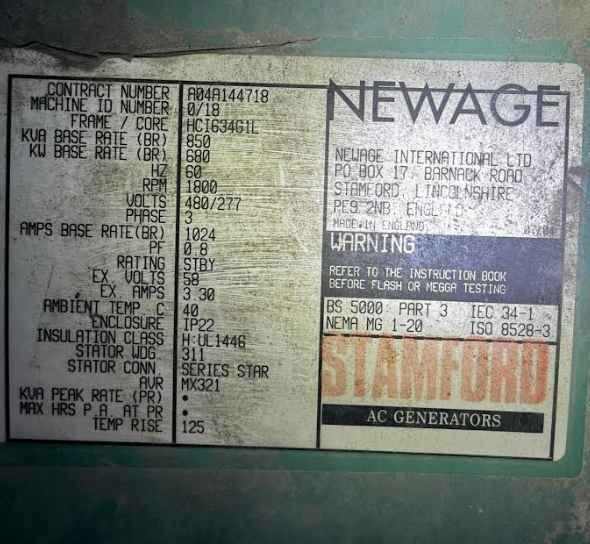 CONTRACT NUMBER A04A144718
MACHINE ID NUMBER 0/18
FRAME / CORE HCI634G1L
KVA BASE RATE (BR) 850
KW BASE RATE (BR) 680
HZ 60
RPM 1800
VOLTS 480/277
PHASE 3
AMPS BASE RATE(BR) 1024
PF 0.8
RATING STBY
EX. VOLTS 58
EX. AMPS 3.30
AMBIENT TEMP. C 40
ENCLOSURE IP22
INSULATION CLASS H:UL1446
STATOR WDG. 311
STATOR CONN. SERIES STAR
AVR MX321
KVA PEAK RATE (PR) •
MAX HRS P.A. AT PR •
TEMP RISE 125
NEWAGE
NEWAGE INTERNATIONAL LTD
PO BOX 17, BARNACK ROAD
STAMFORD, LINCOLNSHIRE
PE9 2NB
MADE IN ENGLAND 07/04
WARNING
REFER TO THE INSTRUCTION BOOK
BEFORE FLASH OR MEGGA TESTING
BS 5000 PART 3 IEC 34-1
NEMA MG 1-20 ISO 8528-3
STAMFORD
AC GENERATORS